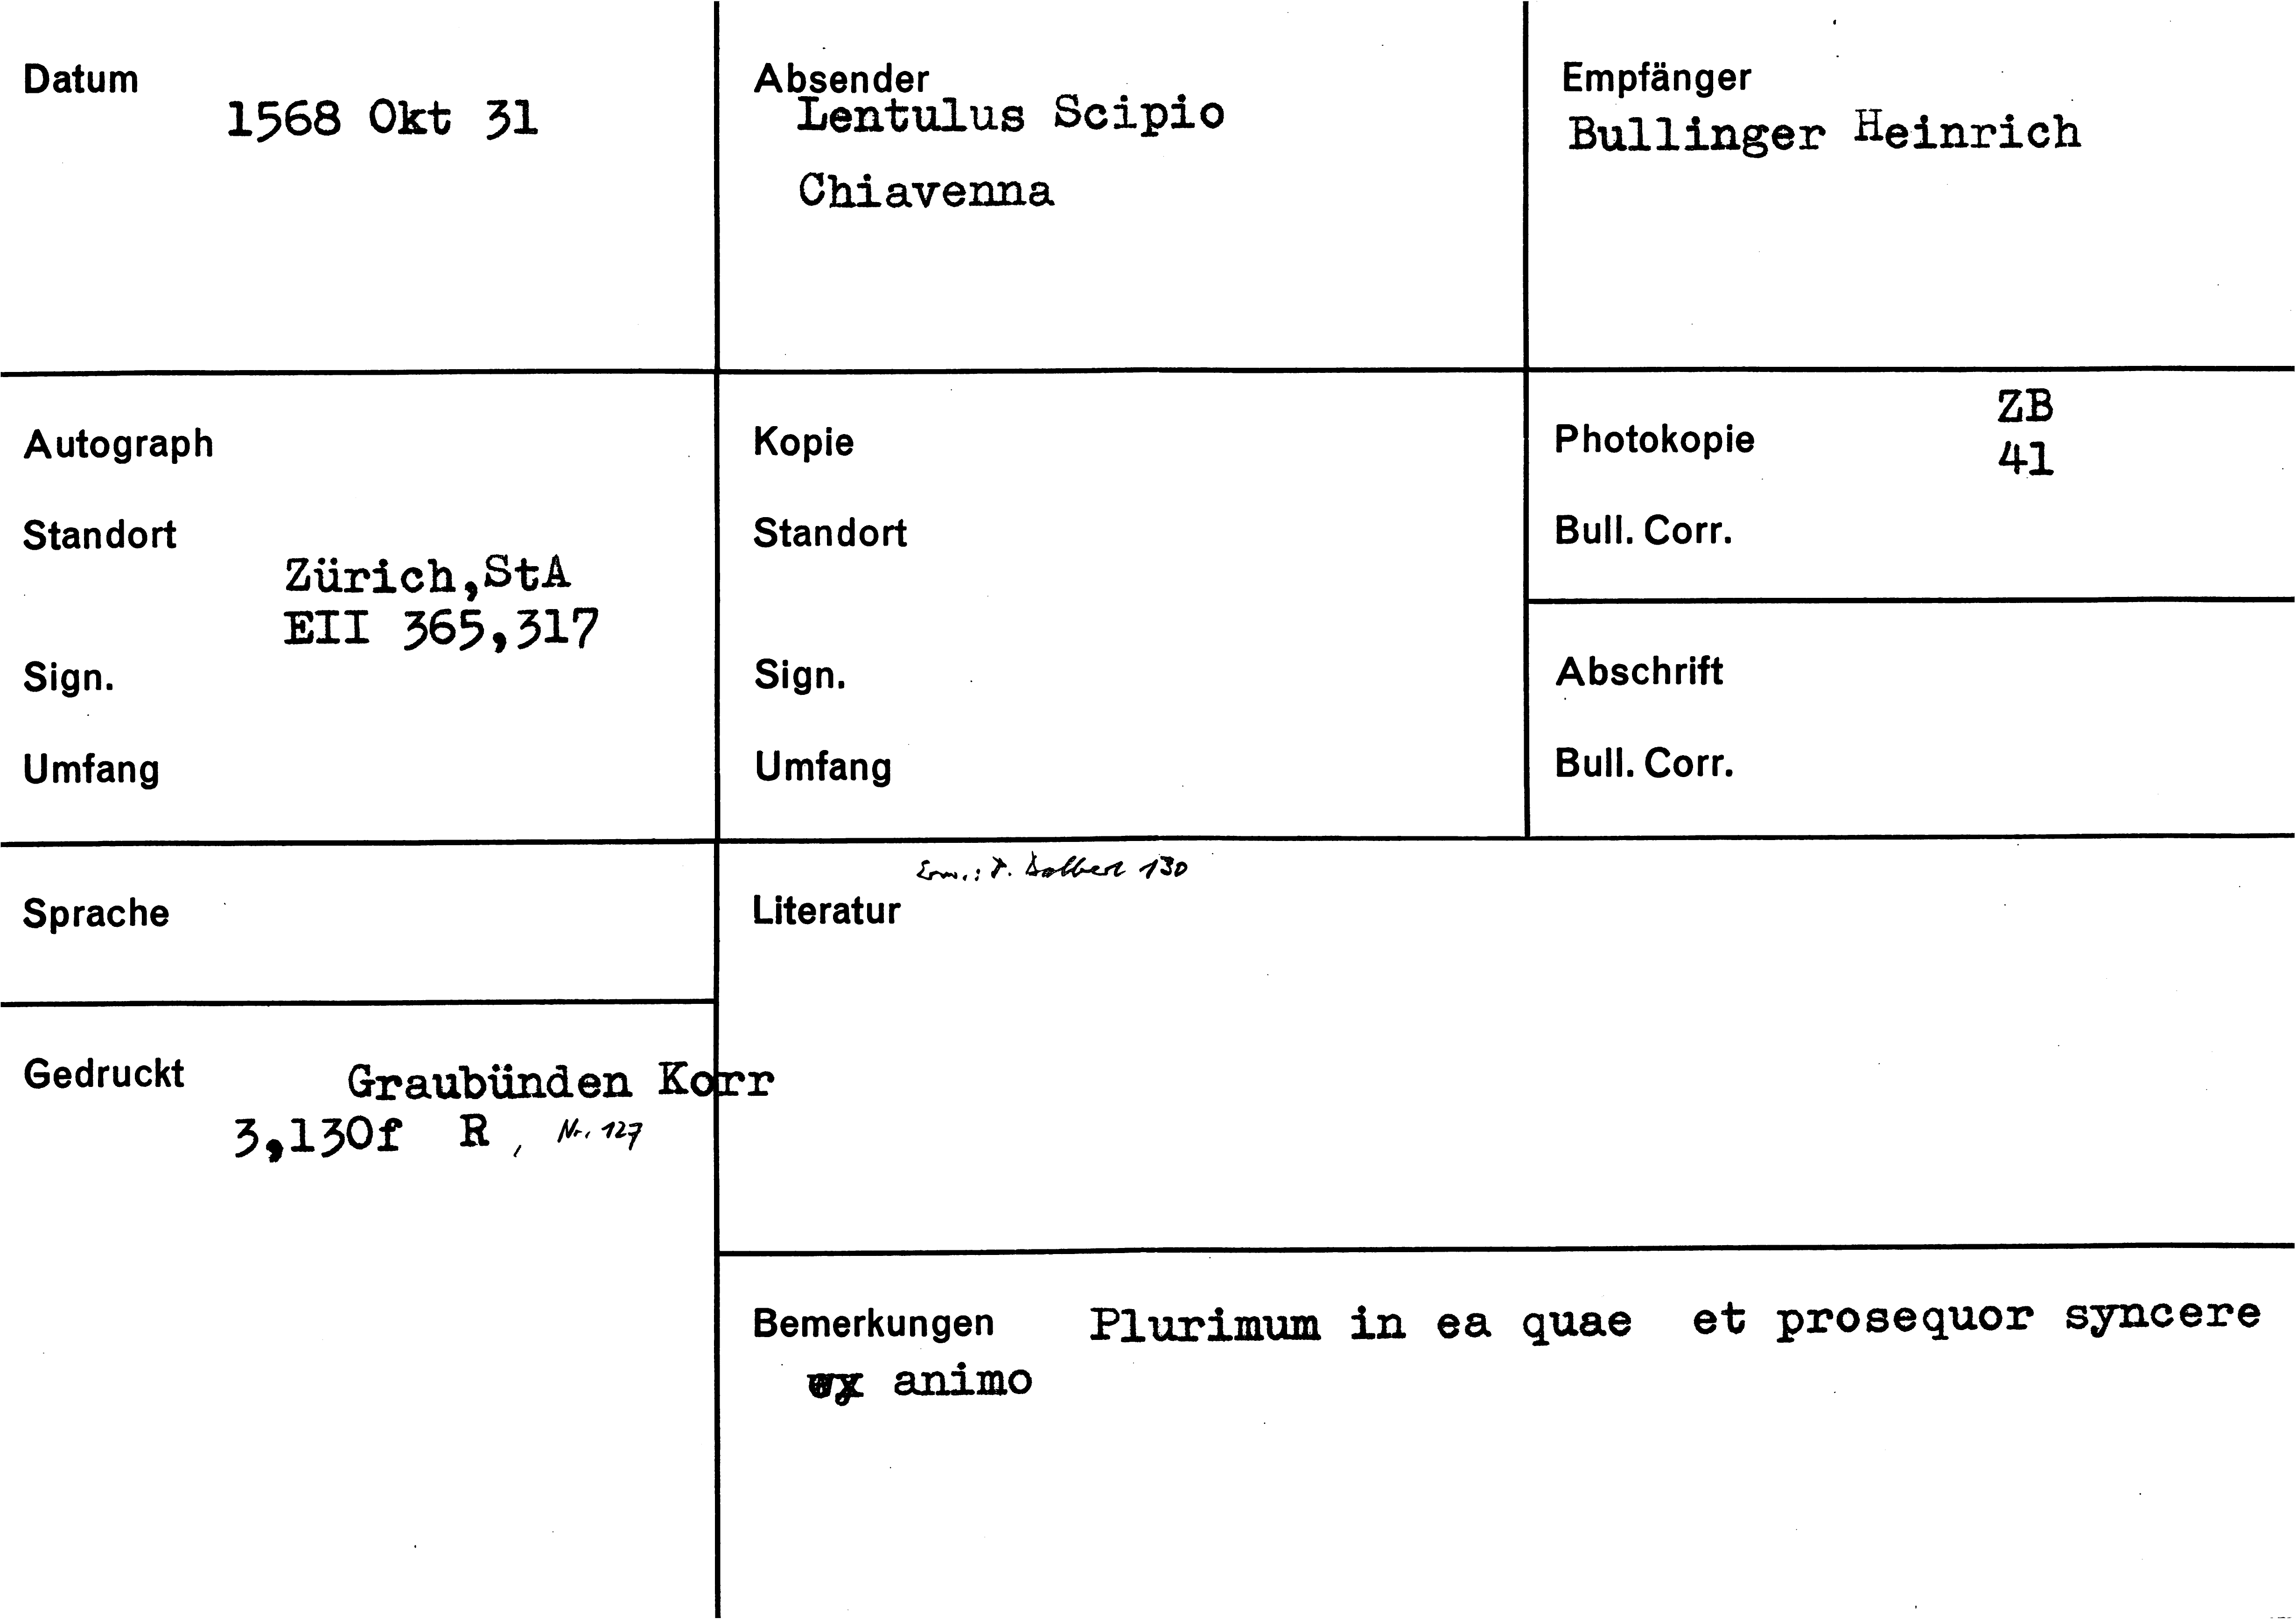 Datum
1568 Okt 31
Absender
Lentulus Scipio
Chiavenna
Empfänger
Bullinger Heinrich
Autograph
Standort
Zürich,StA
EII 365,317
Sign.
Umfang
Kopie
Standort
Sign.
Umfang
Photokopie
ZB
41
Bull. Corr.
Abschrift
Bull. Corr.
Sprache
Erw.: 130
Literatur
Gedruckt Graubünden Korr
3,130f R , Nr. 127
Bemerkungen Plurimum in ea quae et prosequor syncere
ex animo